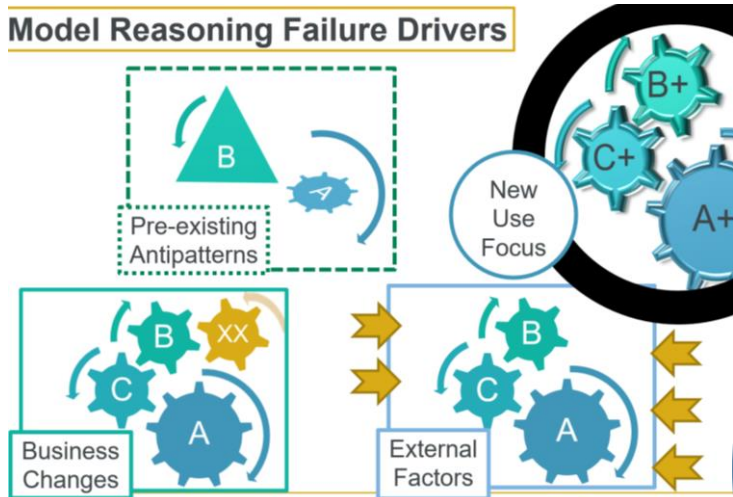 Model Reasoning Failure Drivers
B
A
Pre-existing
Antipatterns
B+
C+
A+
New
Use
Focus
B
XX
C
A
Business
Changes
B
C
A
External
Factors